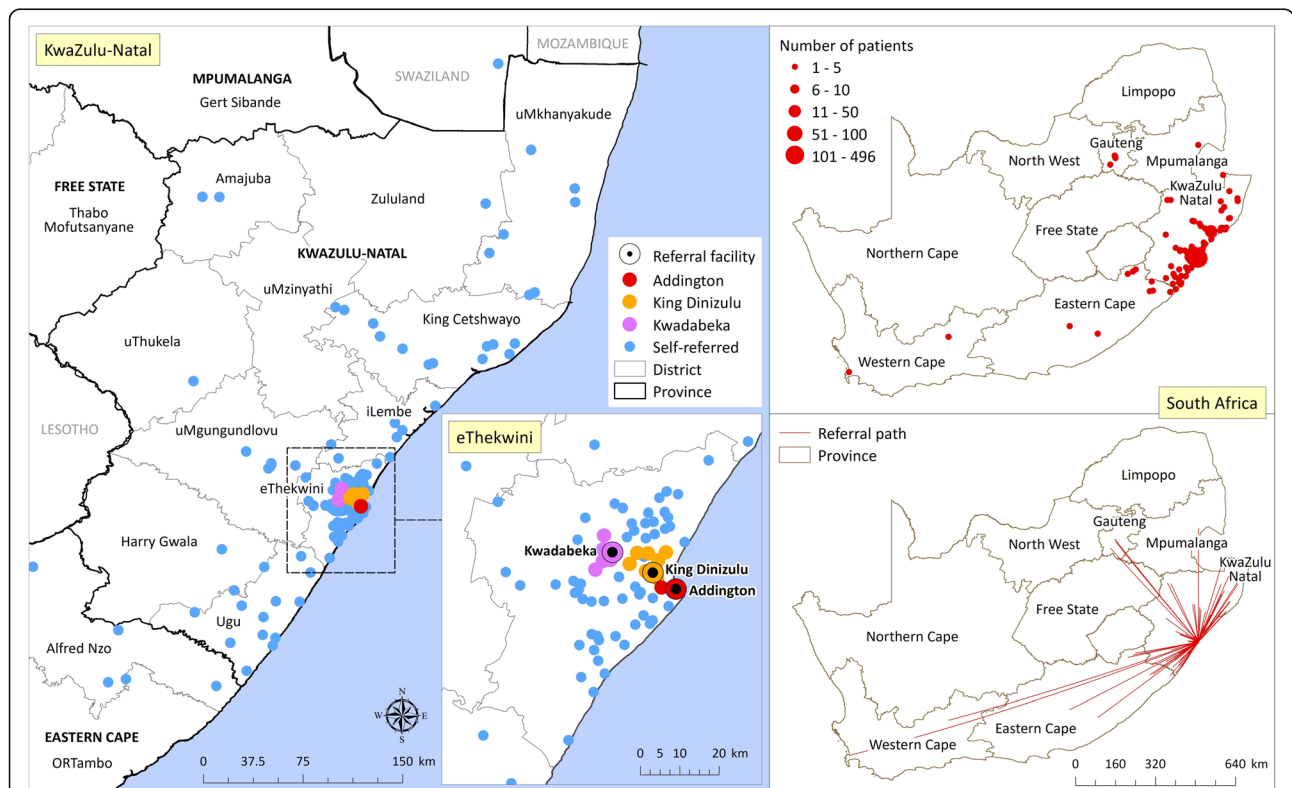 KwaZulu-Natal
MOZAMBIQUE
SWAZILAND
MPUMALANGA
Gert Sibande
uMkhanyakude
Amajuba
Zululand
FREE STATE
Thabo
Mofutsanyane
KWAZULU-NATAL
uMzinyathi
King Cetshwayo
uThukela
iLembe
LESOTHO
uMgungundlovu
eThekwini
Harry Gwala
Ugu
Alfred Nzo
EASTERN CAPE
ORTambo
N
W
E
S
0
37.5
75
150 km
Referral facility
Addington
King Dinizulu
Kwadabeka
Self-referred
District
Province
eThekwini
Kwadabeka
King Dinizulu
Addington
0 5 10 20 km
Number of patients
1 - 5
6 - 10
11 - 50
51 - 100
101 - 496
Limpopo
Gauteng
North West
Mpumalanga
KwaZulu
Natal
Free State
Northern Cape
Eastern Cape
Western Cape
South Africa
Referral path
Province
Limpopo
Gauteng
North West
Mpumalanga
KwaZulu
Natal
Free State
Northern Cape
Eastern Cape
Western Cape
0 160 320 640 km